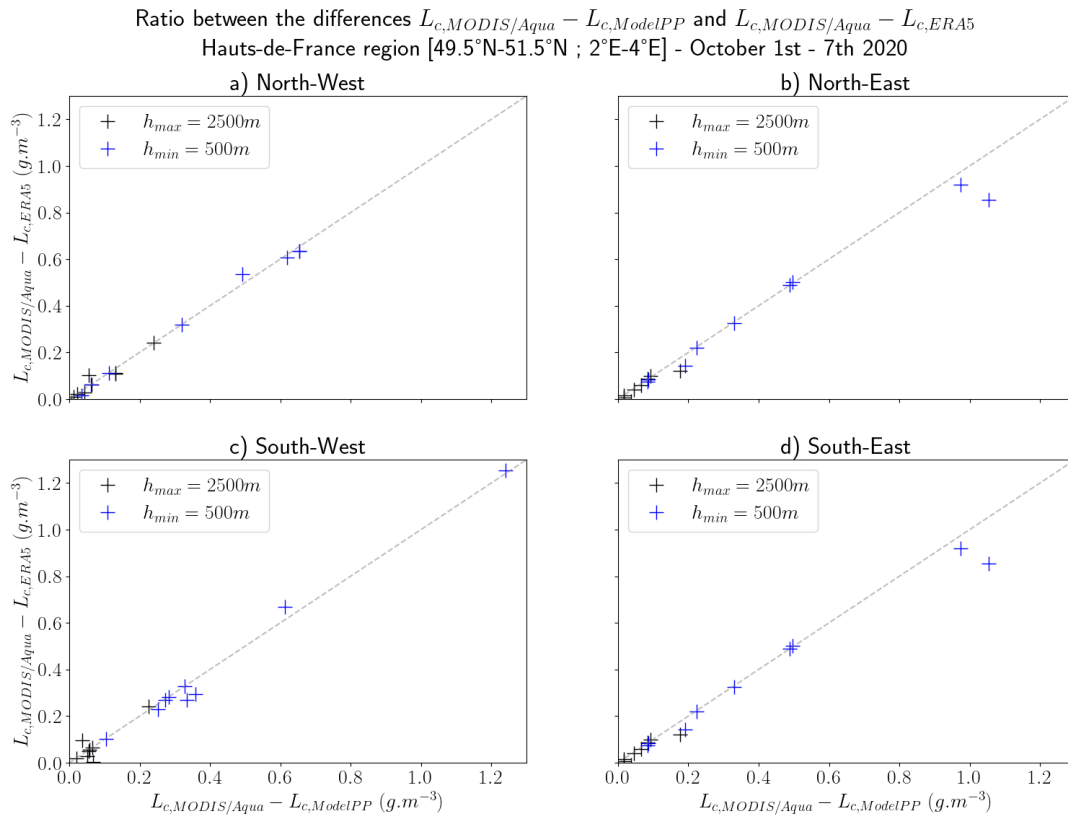 Ratio between the differences L_{c,MODIS/Aqua} − L_{c,ModelPP} and L_{c,MODIS/Aqua} − L_{c,ERA5}
Hauts-de-France region [49.5°N-51.5°N ; 2°E-4°E] - October 1st - 7th 2020
a) North-West
h_{max} = 2500m
h_{min} = 500m
1.2
1.0
0.8
0.6
0.4
0.2
0.0
L_{c,MODIS/Aqua} − L_{c,ERA5} (g.m^{−3})
b) North-East
h_{max} = 2500m
h_{min} = 500m
c) South-West
h_{max} = 2500m
h_{min} = 500m
1.2
1.0
0.8
0.6
0.4
0.2
0.0
L_{c,MODIS/Aqua} − L_{c,ERA5} (g.m^{−3})
0.0 0.2 0.4 0.6 0.8 1.0 1.2
L_{c,MODIS/Aqua} − L_{c,ModelPP} (g.m^{−3})
d) South-East
h_{max} = 2500m
h_{min} = 500m
0.0 0.2 0.4 0.6 0.8 1.0 1.2
L_{c,MODIS/Aqua} − L_{c,ModelPP} (g.m^{−3})